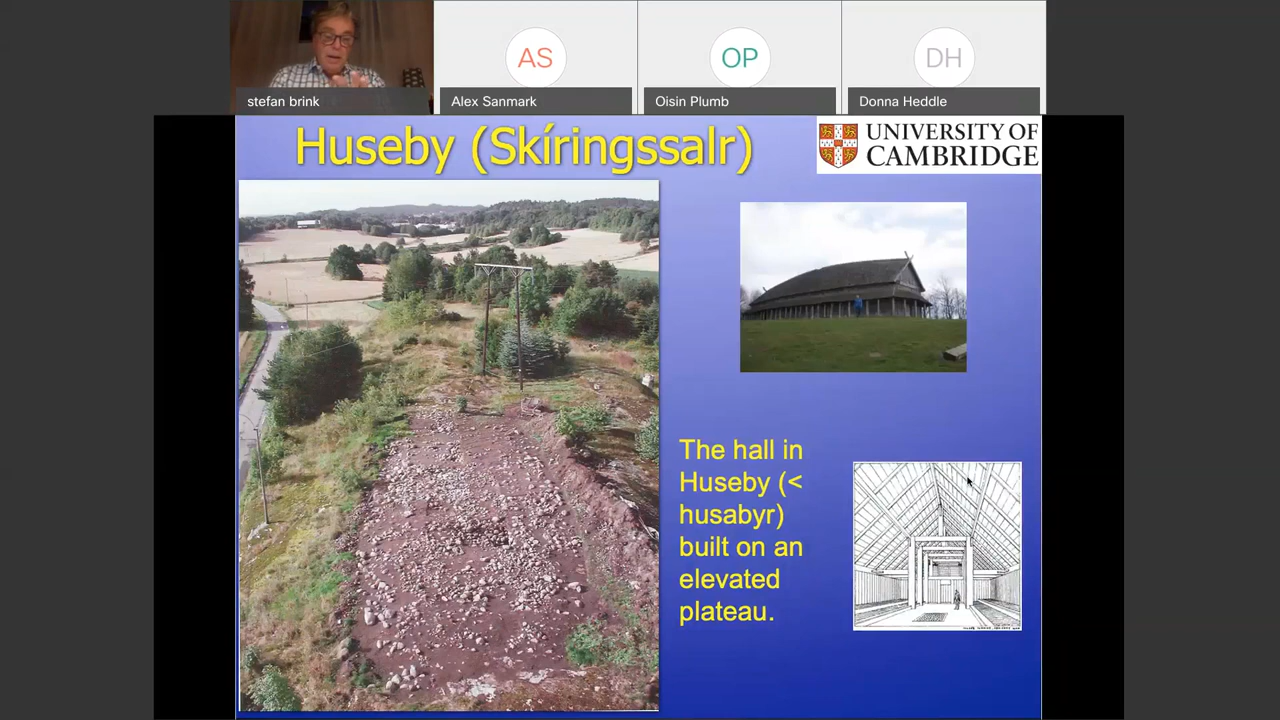 AS
OP
DH
stefan brink
Alex Sanmark
Oisin Plumb
Donna Heddle
Huseby (Skíringssalr)
UNIVERSITY OF
CAMBRIDGE
The hall in
Huseby (<
husabyr)
built on an
elevated
plateau.